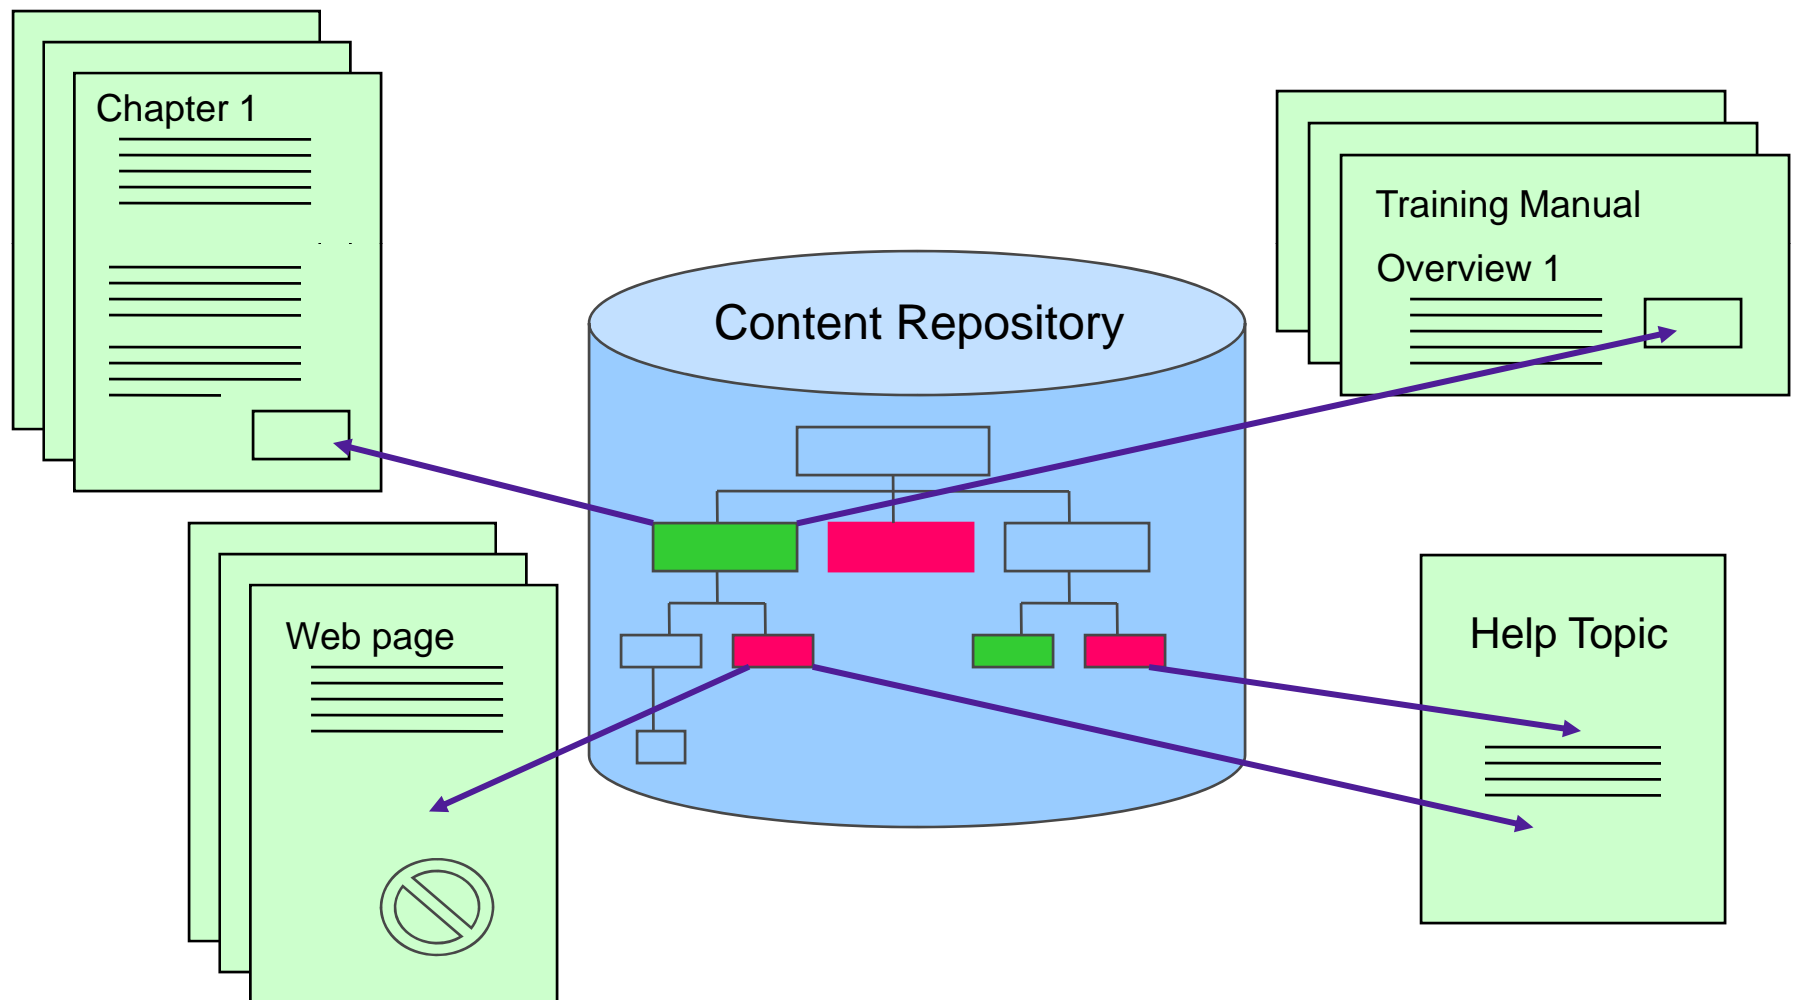 Chapter 1
Training Manual
Overview 1
Content Repository
Web page
Help Topic